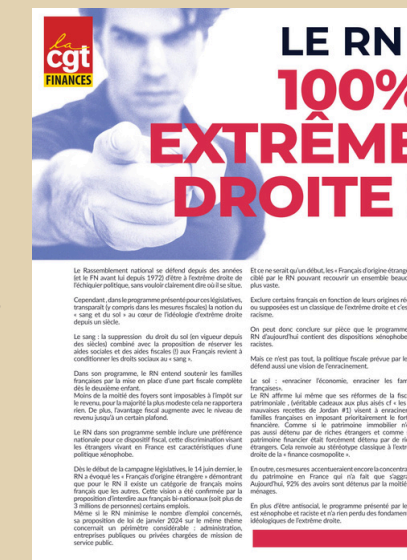 la
cgt
FINANCES
LE RN
100%
EXTRÊME
DROITE
Le Rassemblement national se défend depuis des années
(et le FN avant lui depuis 1972) d'être à l'extrême droite de
l'échiquier politique, sans vouloir clairement dire où il se situe.
Cependant, dans le programme présenté pour ces législatives,
transparaît (y compris dans les mesures fiscales) la notion du
« sang et du sol » au cœur de l'idéologie d'extrême droite
depuis un siècle.
Le sang : la suppression du droit du sol (en vigueur depuis
des siècles) combiné avec la proposition de réserver les
aides sociales et des aides fiscales (!) aux Français revient à
conditionner les droits sociaux au « sang ».
Dans son programme, le RN entend soutenir les familles
françaises par la mise en place d'une part fiscale complète
dès le deuxième enfant.
Moins de la moitié des foyers sont imposables à l'impôt sur
le revenu, pour la majorité la plus modeste cela ne rapportera
rien. De plus, l'avantage fiscal augmente avec le niveau de
revenu jusqu'à un certain plafond.
Le RN dans son programme semble inclure une préférence
nationale pour ce dispositif fiscal, cette discrimination visant
les étrangers vivant en France est caractéristiques d'une
politique xénophobe.
Dès le début de la campagne législatives, le 14 juin dernier, le
RN a évoqué les « Français d'origine étrangère » démontrant
que pour le RN il existe un catégorie de français moins
français que les autres. Cette vision a été confirmée par la
proposition d'interdire aux français bi-nationaux (soit plus de
3 millions de personnes) certains emplois.
Même si le RN minimise le nombre d'emploi concernés,
sa proposition de loi de janvier 2024 sur le même thème
concernait un périmètre considérable : administration,
entreprises publiques ou privées chargées de mission de
service public.
Et ce ne serait qu'un début, les « Français d'origine étrangè
ciblé par le RN pouvant recouvrir un ensemble beauc
plus vaste.
Exclure certains français en fonction de leurs origines rée
ou supposées est un classique de l'extrême droite et c'es
racisme.
On peut donc conclure sur pièce que le programme
RN d'aujourd'hui contient des dispositions xénophobe
racistes.
Mais ce n'est pas tout, la politique fiscale prévue par le
défend aussi une vision de l'enracinement.
Le sol : «enraciner l'économie, enraciner les fam
françaises».
Le RN affirme lui même que ses réformes de la fisca
patrimoniale , (véritable cadeaux aux plus aisés cf « les
mauvaises recettes de Jordan #1) visent à enraciner
familles françaises en imposant prioritairement le fort
financière. Comme si le patrimoine immobilier n'
pas aussi détenu par de riches étrangers et comme
patrimoine financier était forcément détenu par de ric
étrangers. Cela renvoie au stéréotype classique à l'extr
droite de la « finance cosmopolite ».
En outre, ces mesures accentueraient encore la concentra
du patrimoine en France qui n'a fait que s'aggra
Aujourd'hui, 92% des avoirs sont détenus par la moitié
ménages.
En plus d'être antisocial, le programme présenté par le
est xénophobe et raciste et n'a rien perdu des fondamen
idéologiques de l'extrême droite.